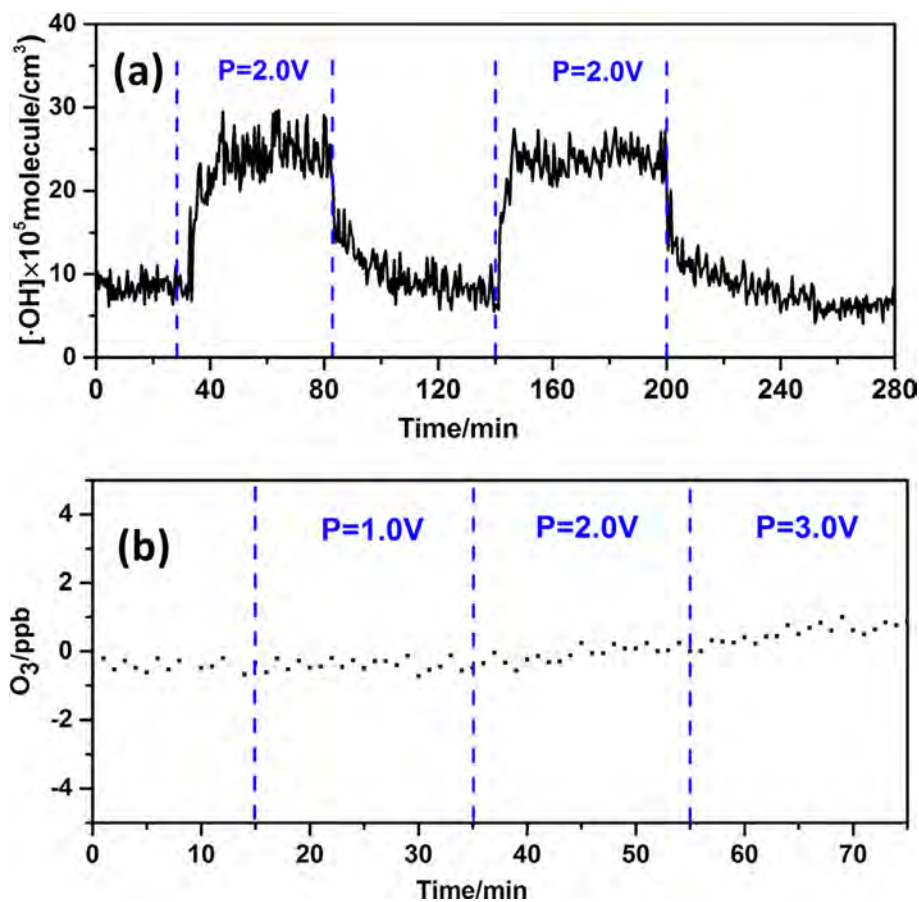 (a)
P=2.0V P=2.0V
[·OH]×10⁵molecule/cm³
40
30
20
10
0
0 40 80 120 160 200 240 280
Time/min
(b)
P=1.0V P=2.0V P=3.0V
O₃/ppb
4
2
0
-2
-4
0 10 20 30 40 50 60 70
Time/min